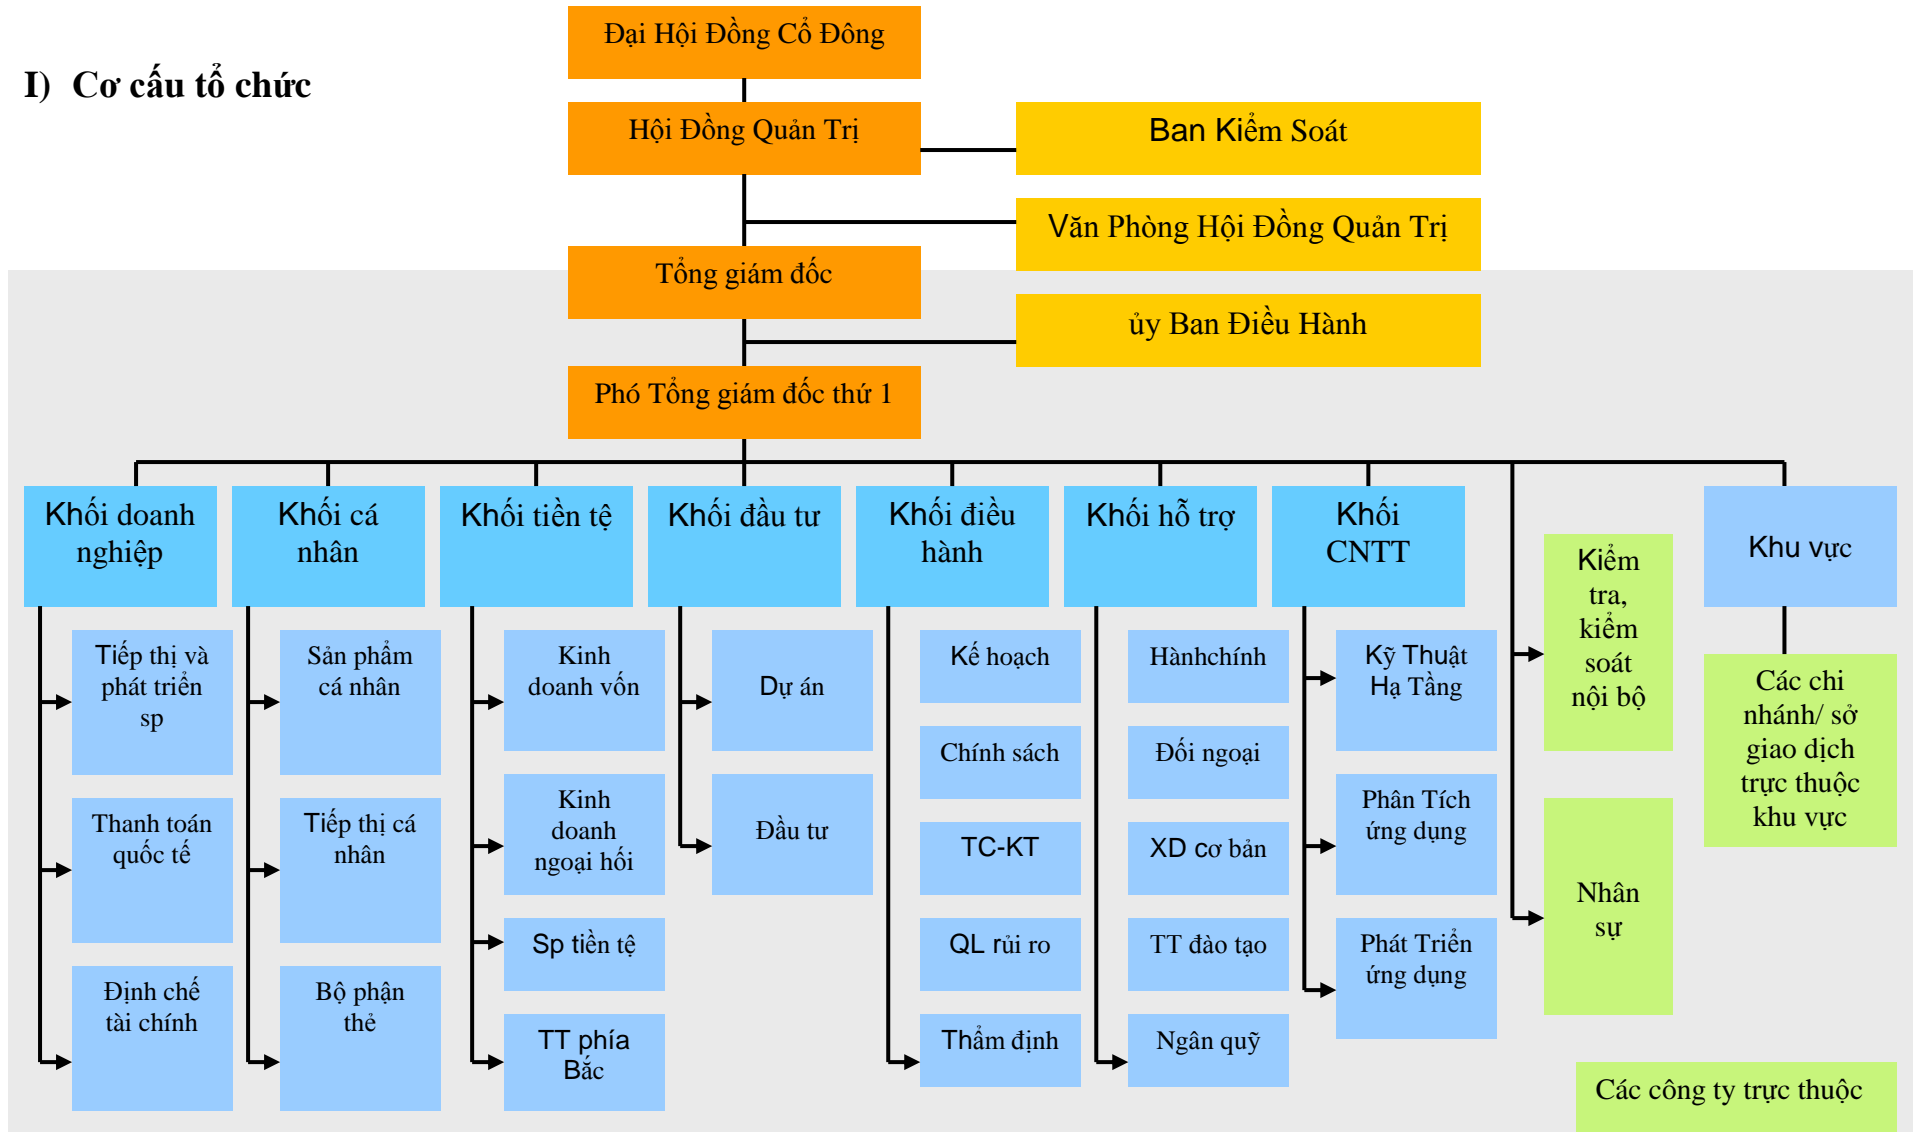 Đại Hội Đồng Cổ Đông
I) Cơ cấu tổ chức
Hội Đồng Quản Trị
Ban Kiểm Soát
Văn Phòng Hội Đồng Quản Trị
Tổng giám đốc
ủy Ban Điều Hành
Phó Tổng giám đốc thứ 1
Khối doanh
nghiệp
Khối cá
nhân
Khối tiền tệ
Khối đầu tư
Khối điều
hành
Khối hỗ trợ
Khối
CNTT
Khu vực
Tiếp thị và
phát triển
sp
Thanh toán
quốc tế
Định chế
tài chính
Sản phẩm
cá nhân
Tiếp thị cá
nhân
Bộ phận
thẻ
Kinh
doanh vốn
Kinh
doanh
ngoại hối
Sp tiền tệ
TT phía
Bắc
Dự án
Đầu tư
Kế hoạch
Chính sách
TC-KT
QL rủi ro
Thẩm định
Hànhchính
Đối ngoại
XD cơ bản
TT đào tạo
Ngân quỹ
Kỹ Thuật
Hạ Tầng
Phân Tích
ứng dụng
Phát Triển
ứng dụng
Kiểm
tra,
kiểm
soát
nội bộ
Nhân
sự
Các chi
nhánh/ sở
giao dịch
trực thuộc
khu vực
Các công ty trực thuộc